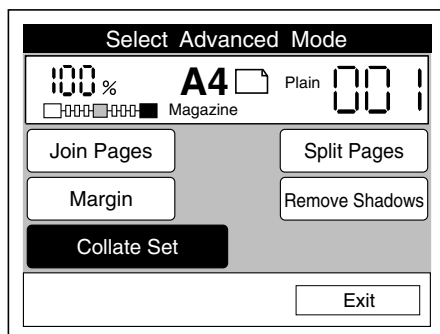 Select Advanced Mode
100 % A4 Plain 001
Magazine
Join Pages Split Pages
Margin Remove Shadows
Collate Set
Exit